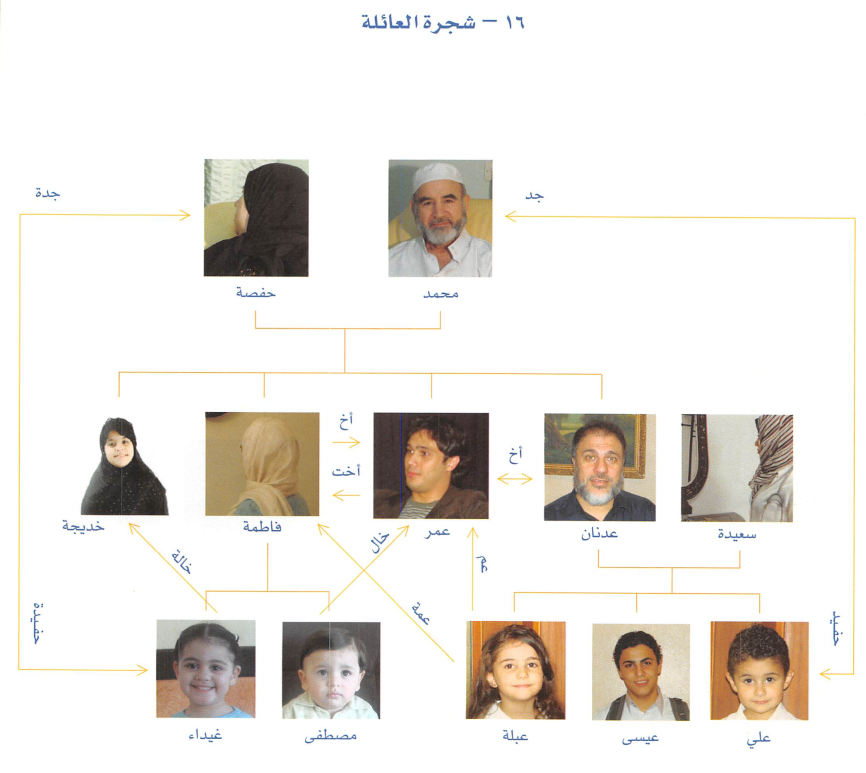 ١٦ – شجرة العائلة
جد
جدة
محمد
حفصة
أخ
أخ
أخت
سعيدة
عدنان
عمر
فاطمة
خديجة
عم
خال
خالة
عمة
حفيد
حفيدة
علي
عيسى
عبلة
مصطفى
غيداء